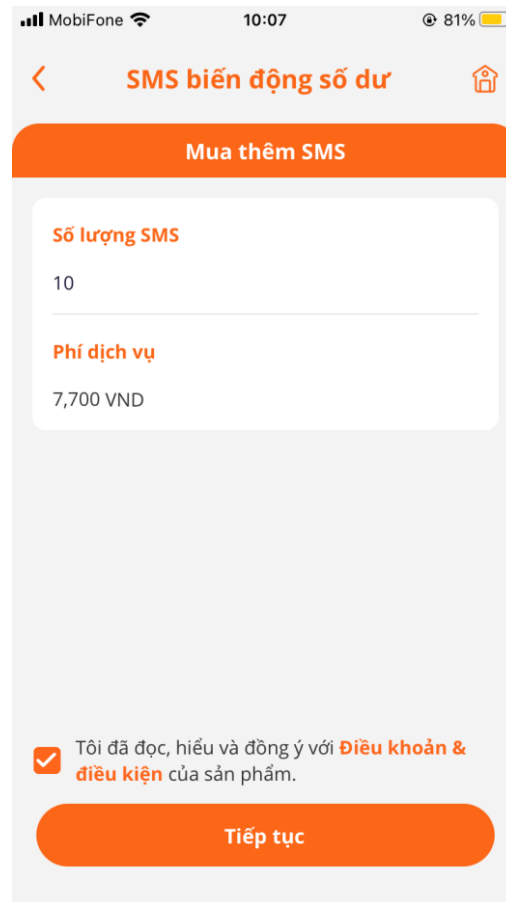 MobiFone 10:07 81%
SMS biến động số dư
Mua thêm SMS
Số lượng SMS
10
Phí dịch vụ
7,700 VND
Tôi đã đọc, hiểu và đồng ý với Điều khoản &
điều kiện của sản phẩm.
Tiếp tục